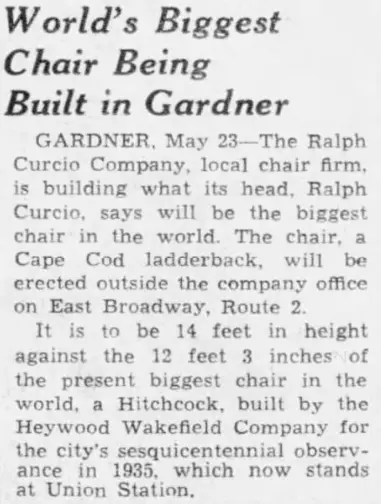 World's Biggest
Chair Being
Built in Gardner
GARDNER, May 23—The Ralph
Curcio Company, local chair firm,
is building what its head, Ralph
Curcio, says will be the biggest
chair in the world. The chair, a
Cape Cod ladderback, will be
erected outside the company office
on East Broadway, Route 2.
It is to be 14 feet in height
against the 12 feet 3 inches of
the present biggest chair in the
world, a Hitchcock, built by the
Heywood Wakefield Company for
the city's sesquicentennial observ-
ance in 1935, which now stands
at Union Station.